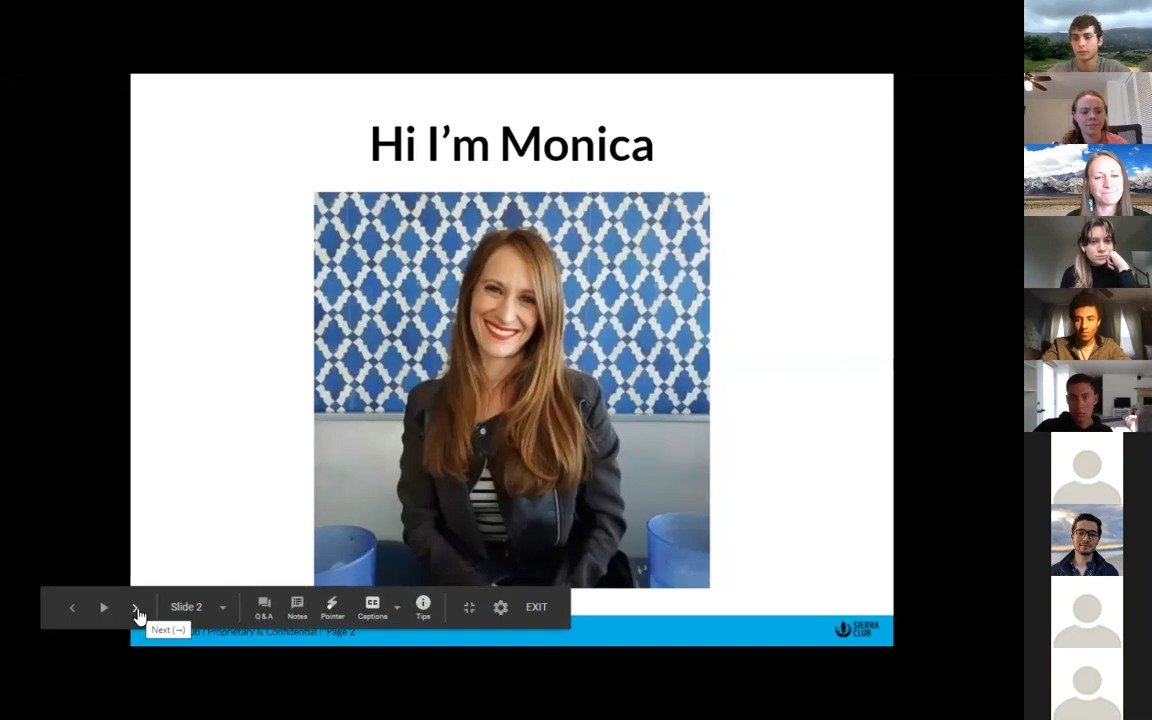 Hi I'm Monica
Slide 2
Q & A
Notes
Pointer
Captions
Tips
EXIT
Next (→)
| Proprietary & Confidential | Page 2
SIERRA
CLUB